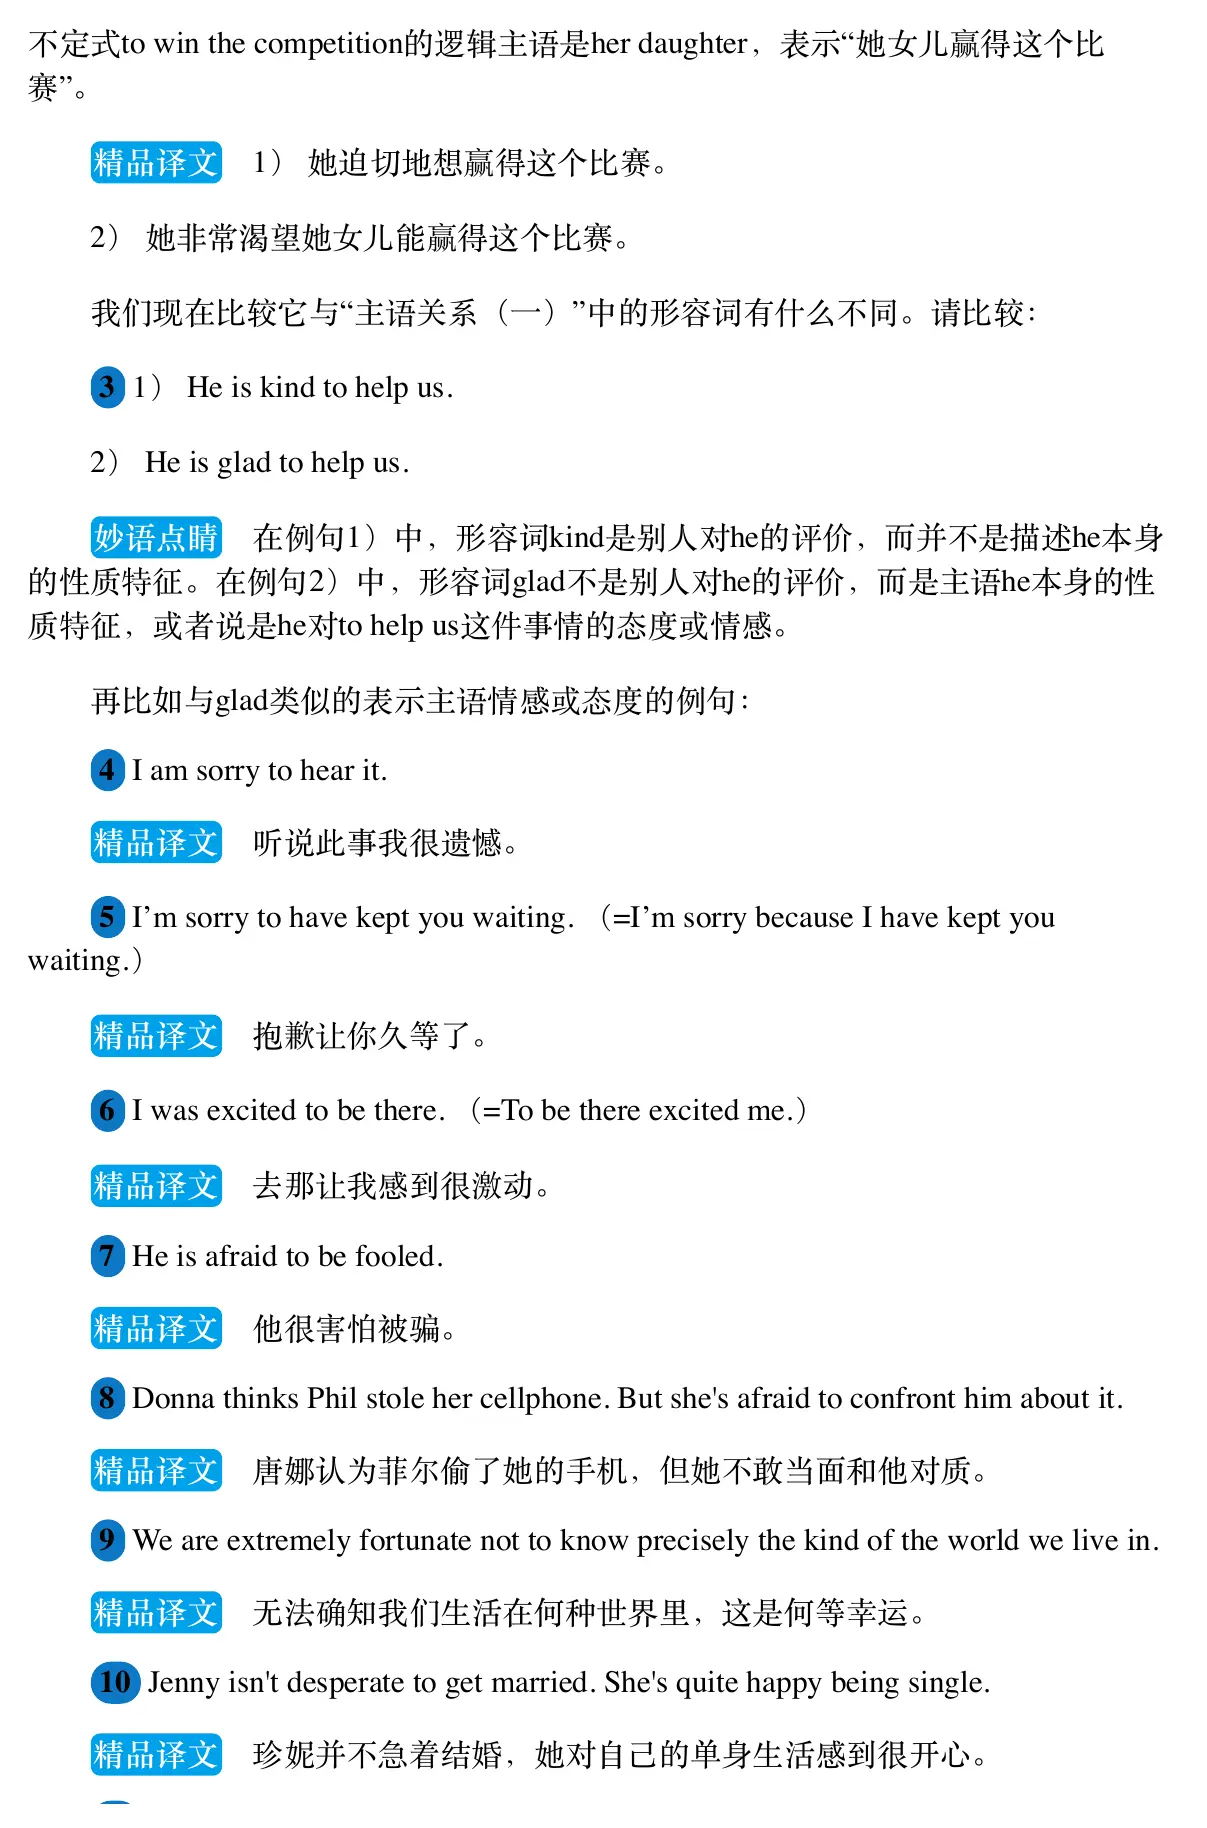 不定式to win the competition的逻辑主语是her daughter，表示“她女儿赢得这个比
赛”。
精品译文 1） 她迫切地想赢得这个比赛。
2） 她非常渴望她女儿能赢得这个比赛。
我们现在比较它与“主语关系（一）”中的形容词有什么不同。请比较：
3 1） He is kind to help us.
2） He is glad to help us.
妙语点睛 在例句1）中，形容词kind是别人对he的评价，而并不是描述he本身
的性质特征。在例句2）中，形容词glad不是别人对he的评价，而是主语he本身的性
质特征，或者说是he对to help us这件事情的态度或情感。
再比如与glad类似的表示主语情感或态度的例句：
4 I am sorry to hear it.
精品译文 听说此事我很遗憾。
5 I’m sorry to have kept you waiting. （=I’m sorry because I have kept you
waiting.）
精品译文 抱歉让你久等了。
6 I was excited to be there. （=To be there excited me.）
精品译文 去那让我感到很激动。
7 He is afraid to be fooled.
精品译文 他很害怕被骗。
8 Donna thinks Phil stole her cellphone. But she's afraid to confront him about it.
精品译文 唐娜认为菲尔偷了她的手机，但她不敢当面和他对质。
9 We are extremely fortunate not to know precisely the kind of the world we live in.
精品译文 无法确知我们生活在何种世界里，这是何等幸运。
10 Jenny isn't desperate to get married. She's quite happy being single.
精品译文 珍妮并不急着结婚，她对自己的单身生活感到很开心。